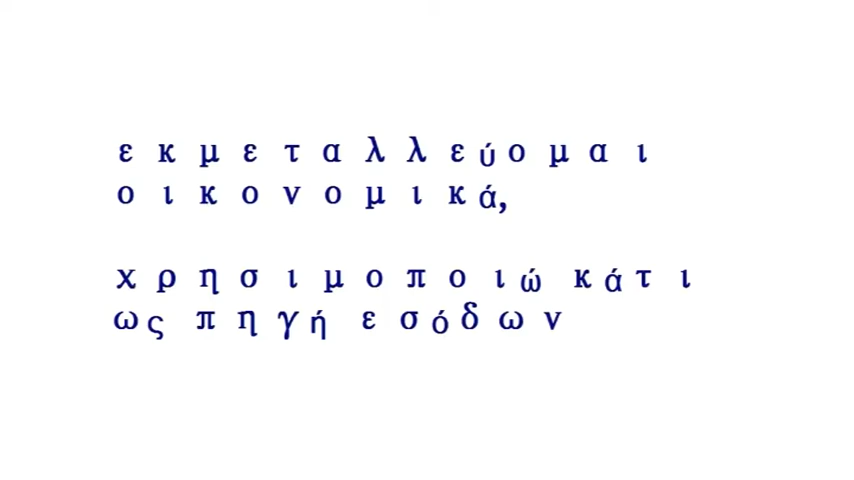 εκμεταλλεύομαι
οικονομικά,
χρησιμοποιώ κάτι
ως πηγή εσόδων